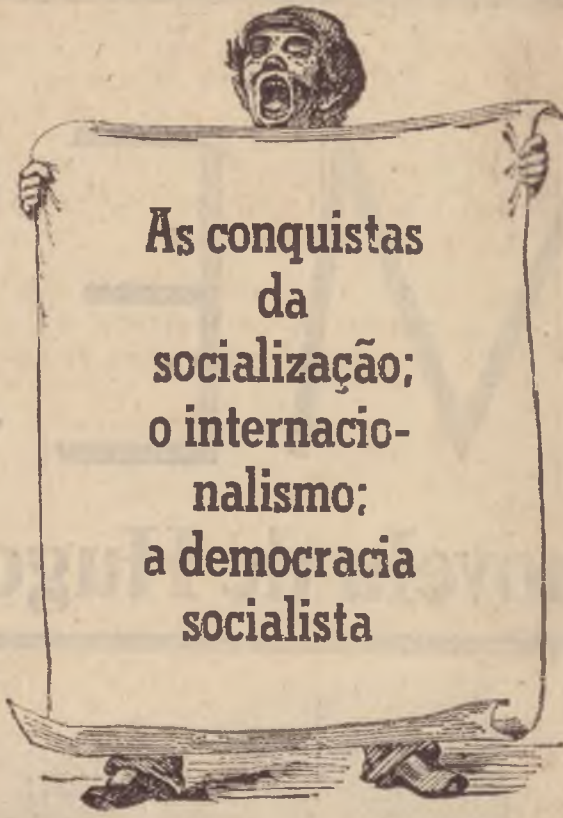 As conquistas
da
socialização;
o internacio-
nalismo;
a democracia
socialista